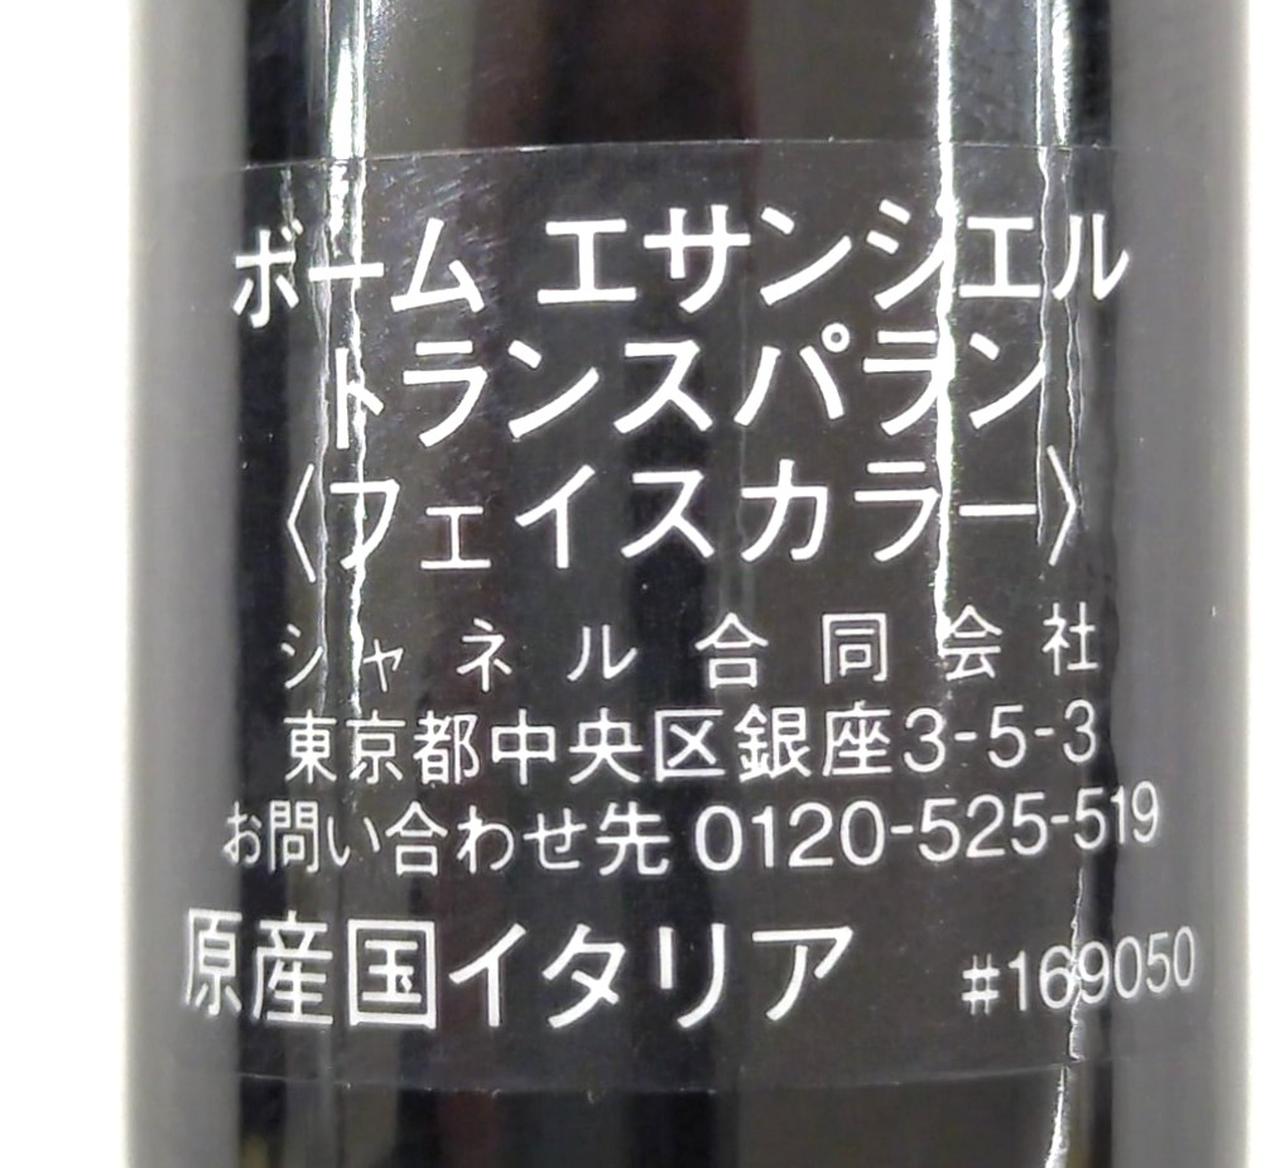 ボーム エサンシエル
トランスパラン
〈フェイスカラー〉
シャネル合同会社
東京都中央区銀座3-5-3
お問い合わせ先 0120-525-519
原産国イタリア #169050